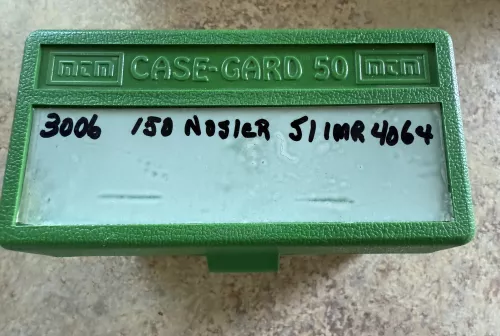 MTM CASE-GARD 50 MTM
3006 150 NOSLER 51 IMR 4064